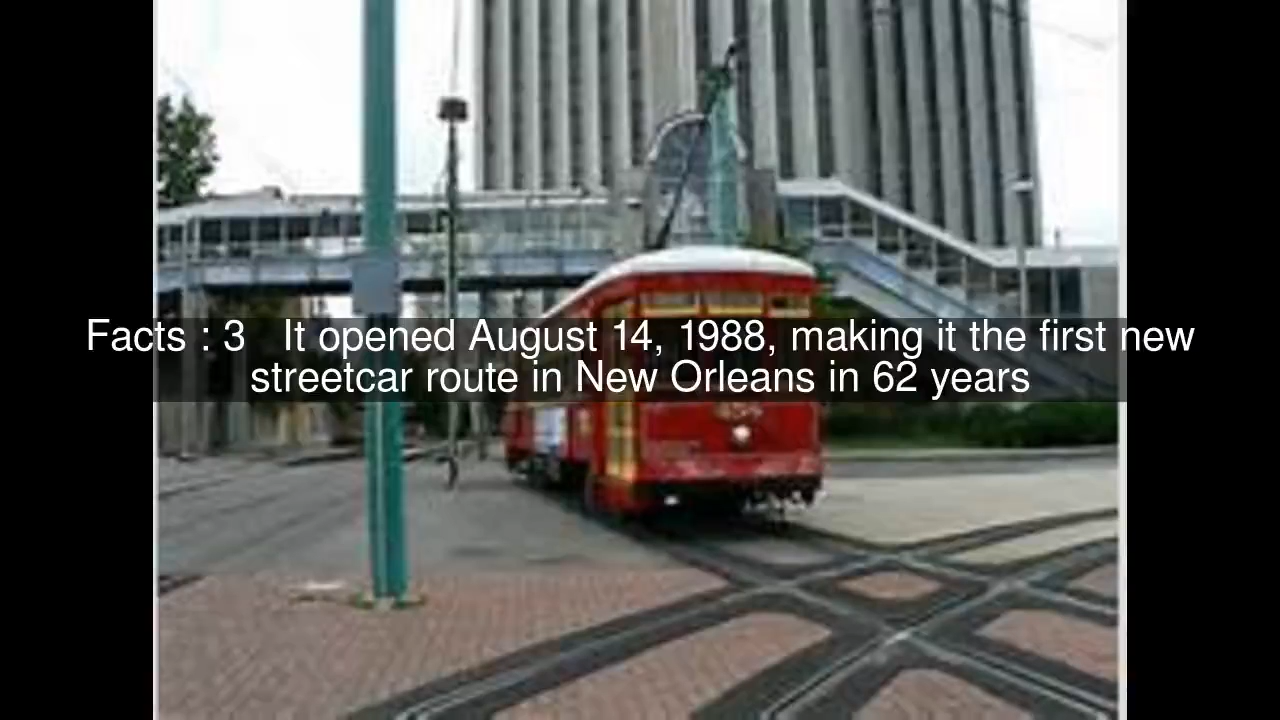 Facts : 3 It opened August 14, 1988, making it the first new
streetcar route in New Orleans in 62 years